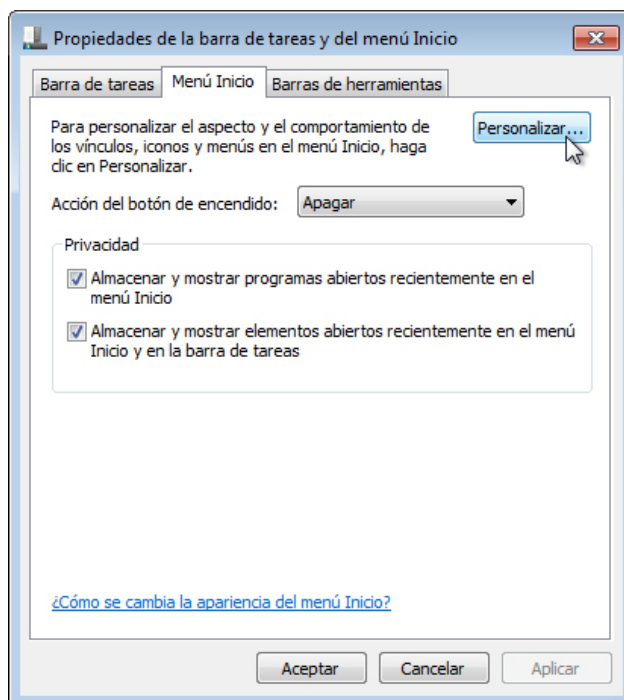 Propiedades de la barra de tareas y del menú Inicio
Barra de tareas Menú Inicio Barras de herramientas
Para personalizar el aspecto y el comportamiento de
los vínculos, iconos y menús en el menú Inicio, haga
clic en Personalizar.
Personalizar...
Acción del botón de encendido: Apagar
Privacidad
Almacenar y mostrar programas abiertos recientemente en el
menú Inicio
Almacenar y mostrar elementos abiertos recientemente en el menú
Inicio y en la barra de tareas
¿Cómo se cambia la apariencia del menú Inicio?
Aceptar Cancelar Aplicar